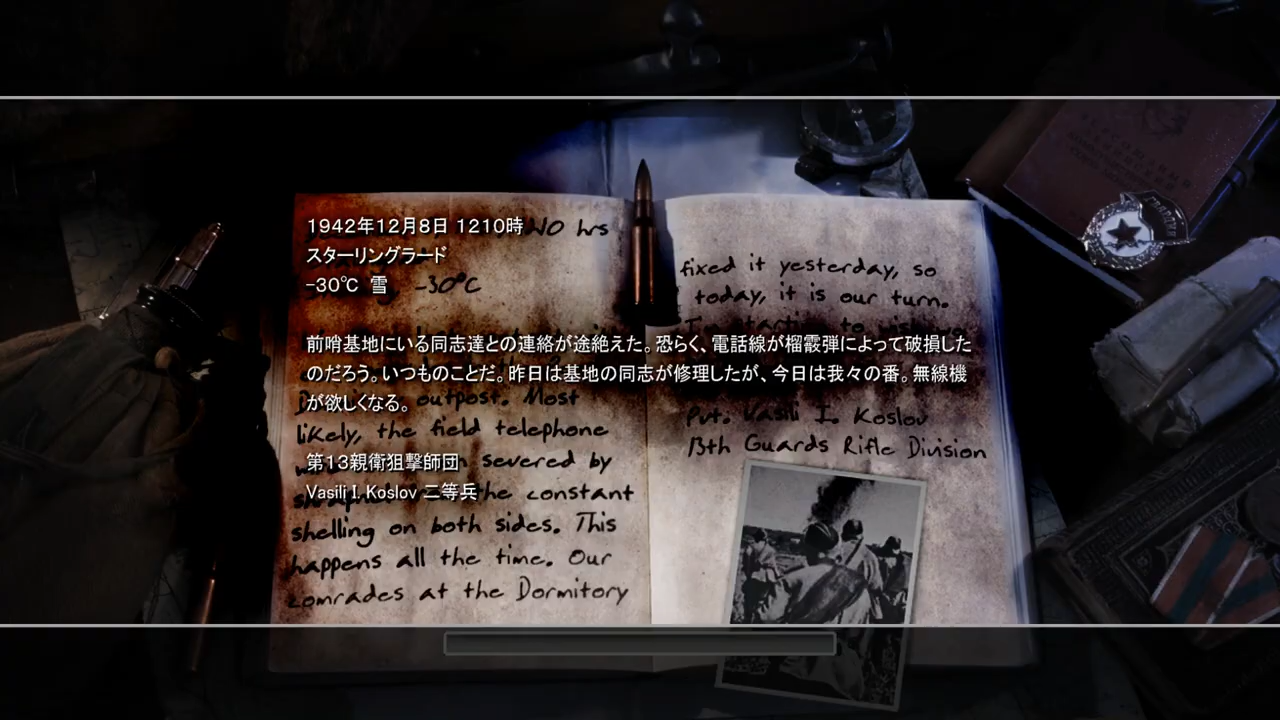 1942年12月8日 1210時
スターリングラード
-30℃ 雪
前哨基地にいる同志達との連絡が途絶えた。恐らく、電話線が榴霰弾によって破損した
のだろう。いつものことだ。昨日は基地の同志が修理したが、今日は我々の番。無線機
が欲しくなる。
第13親衛狙撃師団
Vasili I. Koslov 二等兵
hrs
-30°C
outpost. Most
likely, the field telephone
severed by
the constant
shelling on both sides. This
happens all the time. Our
comrades at the Dormitory
fixed it yesterday, so
today, it is our turn.
Pvt. Vasili I. Koslov
13th Guards Rifle Division